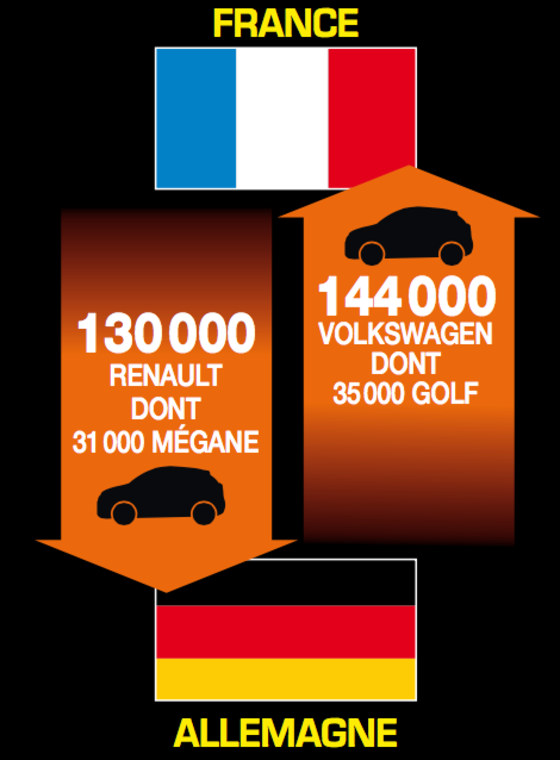 FRANCE
130 000
RENAULT
DONT
31 000 MÉGANE
144 000
VOLKSWAGEN
DONT
35 000 GOLF
ALLEMAGNE